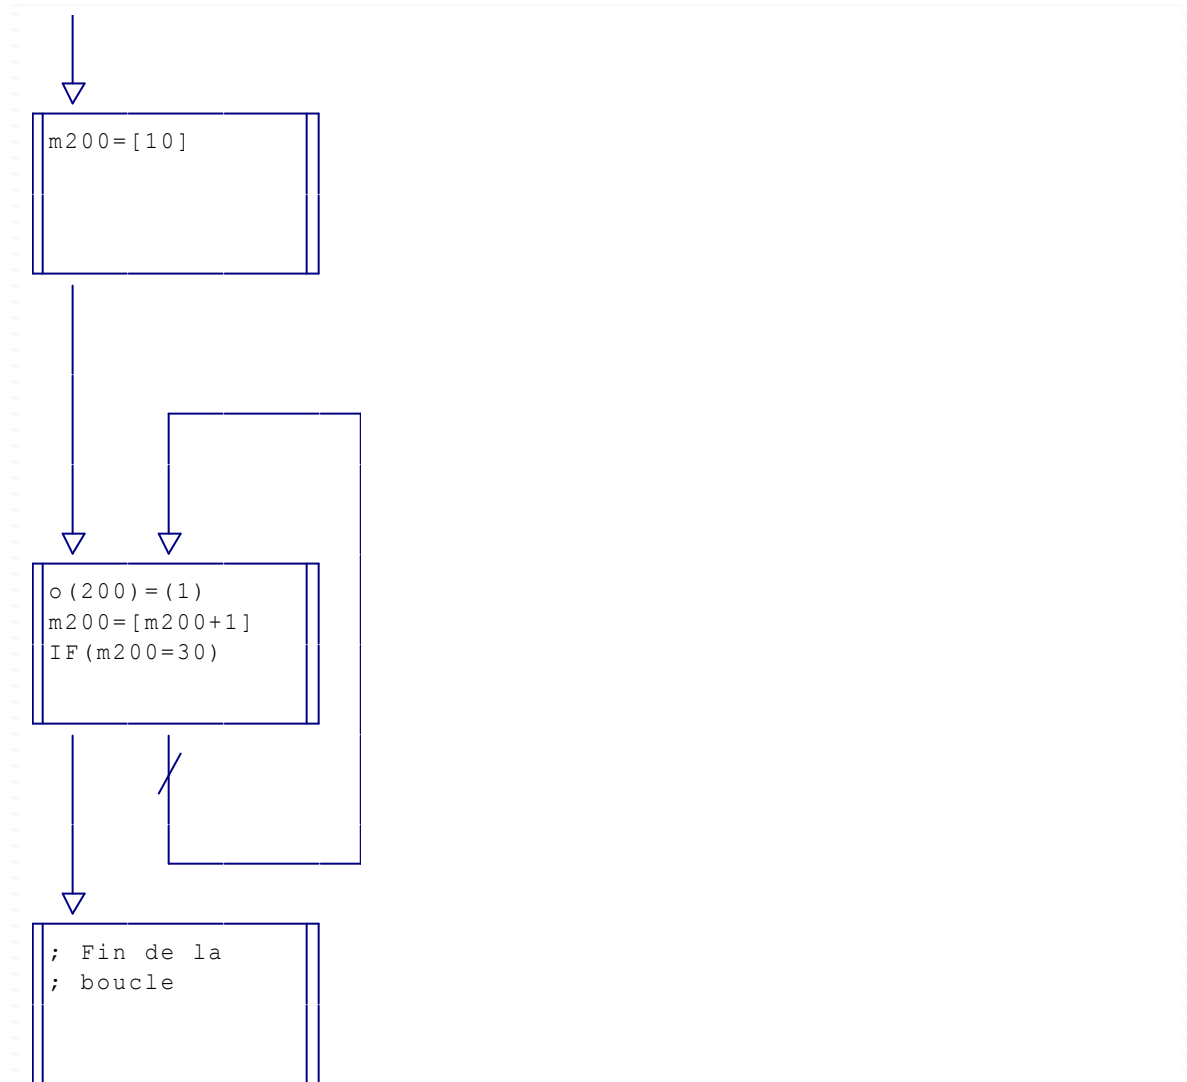 m200=[10]
o(200)=(1)
m200=[m200+1]
IF(m200=30)
; Fin de la
; boucle